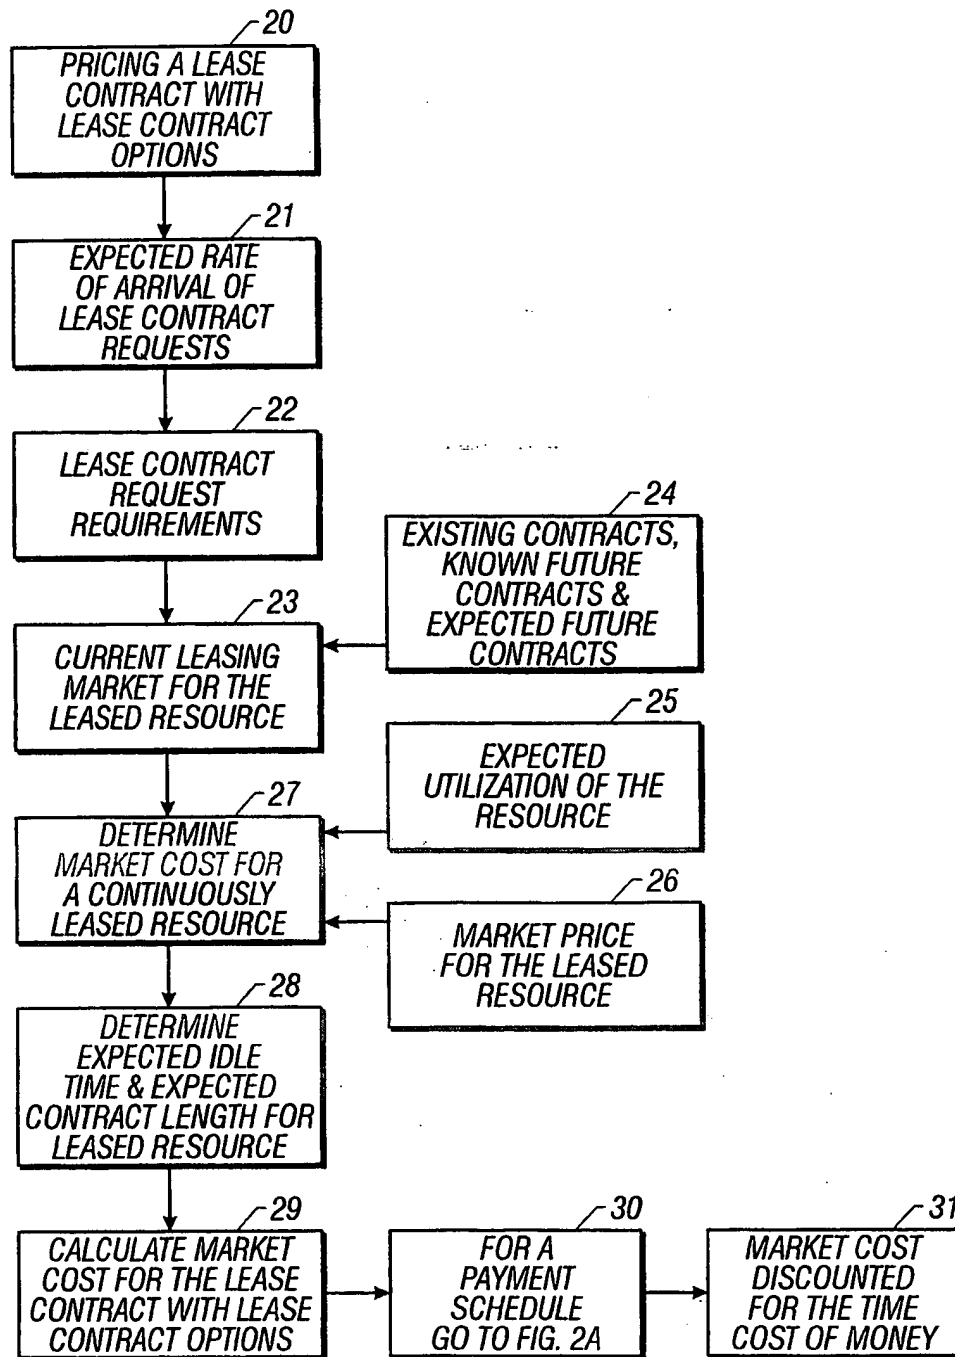 20
PRICING A LEASE
CONTRACT WITH
LEASE CONTRACT
OPTIONS
21
EXPECTED RATE
OF ARRIVAL OF
LEASE CONTRACT
REQUESTS
22
LEASE CONTRACT
REQUEST
REQUIREMENTS
24
EXISTING CONTRACTS,
KNOWN FUTURE
CONTRACTS &
EXPECTED FUTURE
CONTRACTS
23
CURRENT LEASING
MARKET FOR THE
LEASED RESOURCE
25
EXPECTED
UTILIZATION OF THE
RESOURCE
27
DETERMINE
MARKET COST FOR
A CONTINUOUSLY
LEASED RESOURCE
26
MARKET PRICE
FOR THE LEASED
RESOURCE
28
DETERMINE
EXPECTED IDLE
TIME & EXPECTED
CONTRACT LENGTH FOR
LEASED RESOURCE
29
CALCULATE MARKET
COST FOR THE LEASE
CONTRACT WITH LEASE
CONTRACT OPTIONS
30
FOR A
PAYMENT
SCHEDULE
GO TO FIG. 2A
31
MARKET COST
DISCOUNTED
FOR THE TIME
COST OF MONEY